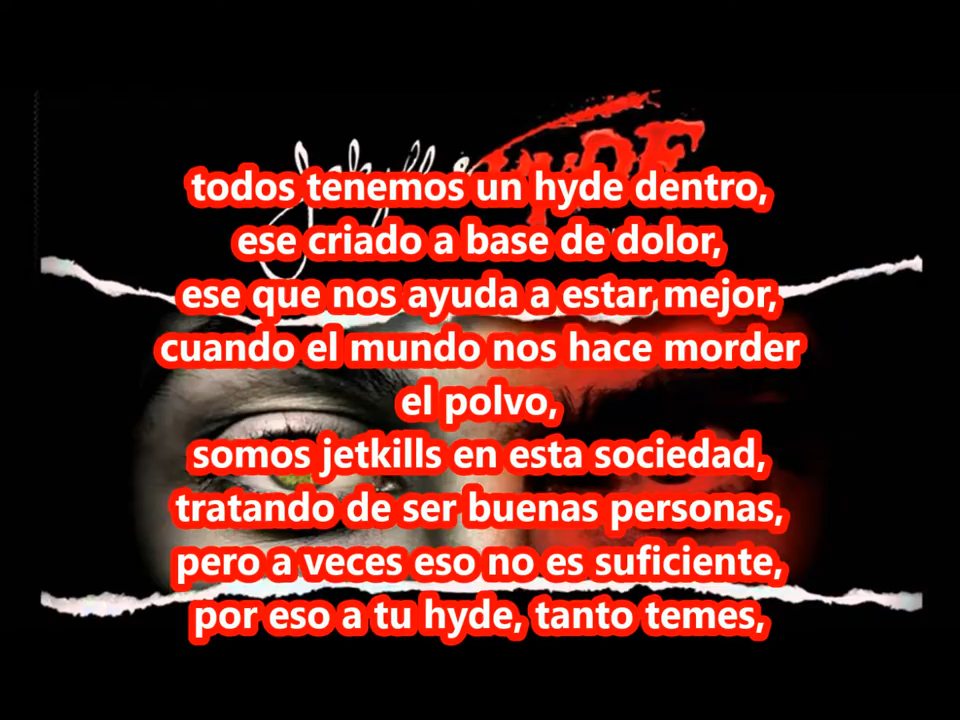 Jekyll & HYDE
todos tenemos un hyde dentro,
ese criado a base de dolor,
ese que nos ayuda a estar mejor,
cuando el mundo nos hace morder
el polvo,
somos jetkills en esta sociedad,
tratando de ser buenas personas,
pero a veces eso no es suficiente,
por eso a tu hyde, tanto temes,